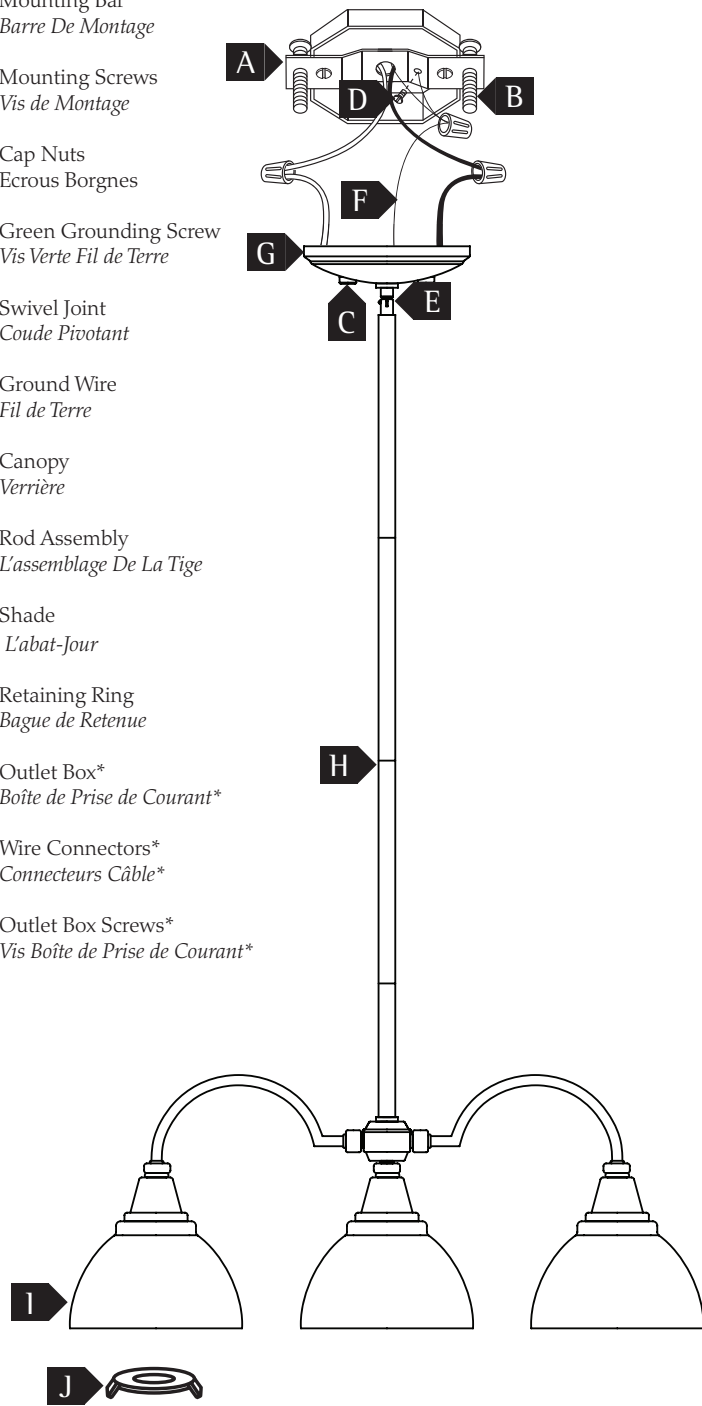 Mounting Bar
Barre De Montage
Mounting Screws
Vis de Montage
Cap Nuts
Ecrous Borgnes
Green Grounding Screw
Vis Verte Fil de Terre
Swivel Joint
Coude Pivotant
Ground Wire
Fil de Terre
Canopy
Verrière
Rod Assembly
L'assemblage De La Tige
Shade
L'abat-Jour
Retaining Ring
Bague de Retenue
Outlet Box*
Boîte de Prise de Courant*
Wire Connectors*
Connecteurs Câble*
Outlet Box Screws*
Vis Boîte de Prise de Courant*
A
D
B
F
G
C
E
H
I
J